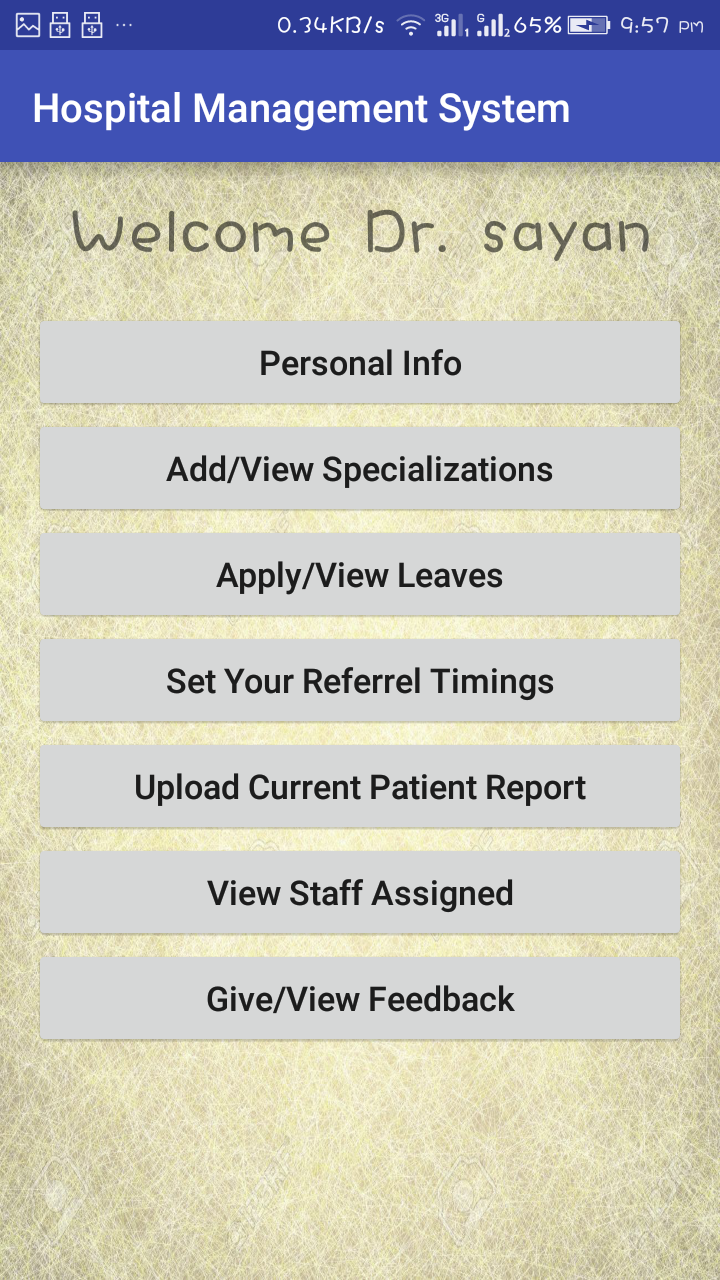 0.34KB/s 3G 1 G 2 65% 9:57 PM
Hospital Management System
Welcome Dr. sayan
Personal Info
Add/View Specializations
Apply/View Leaves
Set Your Referrel Timings
Upload Current Patient Report
View Staff Assigned
Give/View Feedback